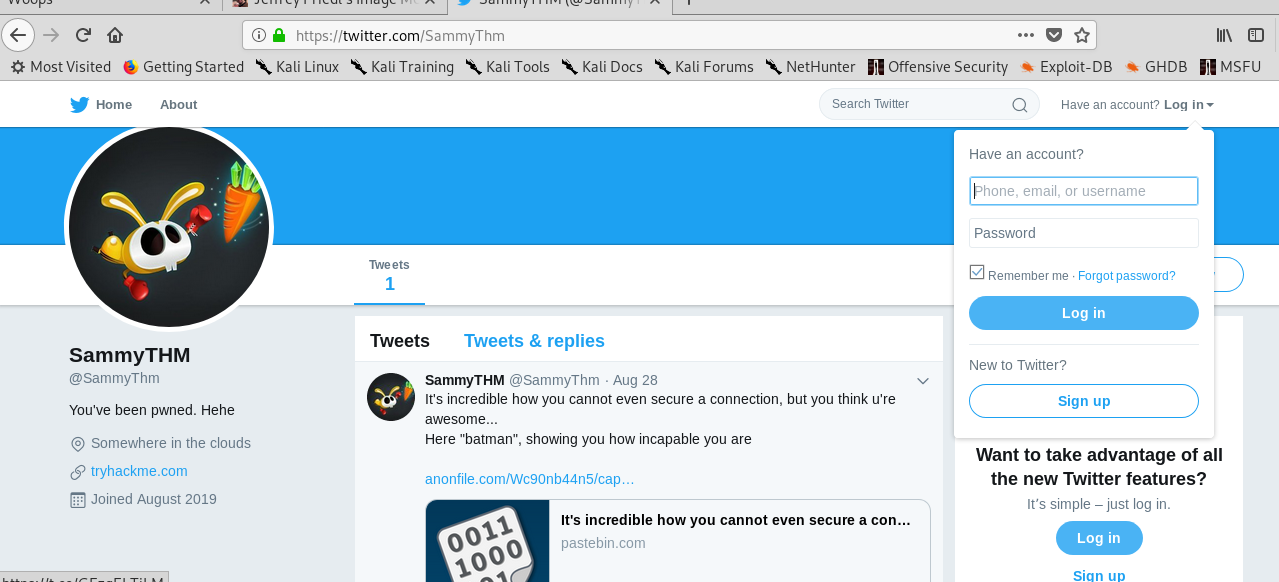 Woops
Jeffrey Friedl's Image Me
SammyTHM (@SammyT
https://twitter.com/SammyThm
Most Visited
Getting Started
Kali Linux
Kali Training
Kali Tools
Kali Docs
Kali Forums
NetHunter
Offensive Security
Exploit-DB
GHDB
MSFU
Home
About
Search Twitter
Have an account? Log in
Have an account?
Phone, email, or username
Password
Remember me · Forgot password?
Log in
New to Twitter?
Sign up
Tweets
1
SammyTHM
@SammyThm
You've been pwned. Hehe
Somewhere in the clouds
tryhackme.com
Joined August 2019
Tweets
Tweets & replies
SammyTHM @SammyThm · Aug 28
It's incredible how you cannot even secure a connection, but you think u're
awesome...
Here "batman", showing you how incapable you are
anonfile.com/Wc90nb44n5/cap…
0011
1000
01
It's incredible how you cannot even secure a con…
pastebin.com
Want to take advantage of all
the new Twitter features?
It's simple – just log in.
Log in
Sign up